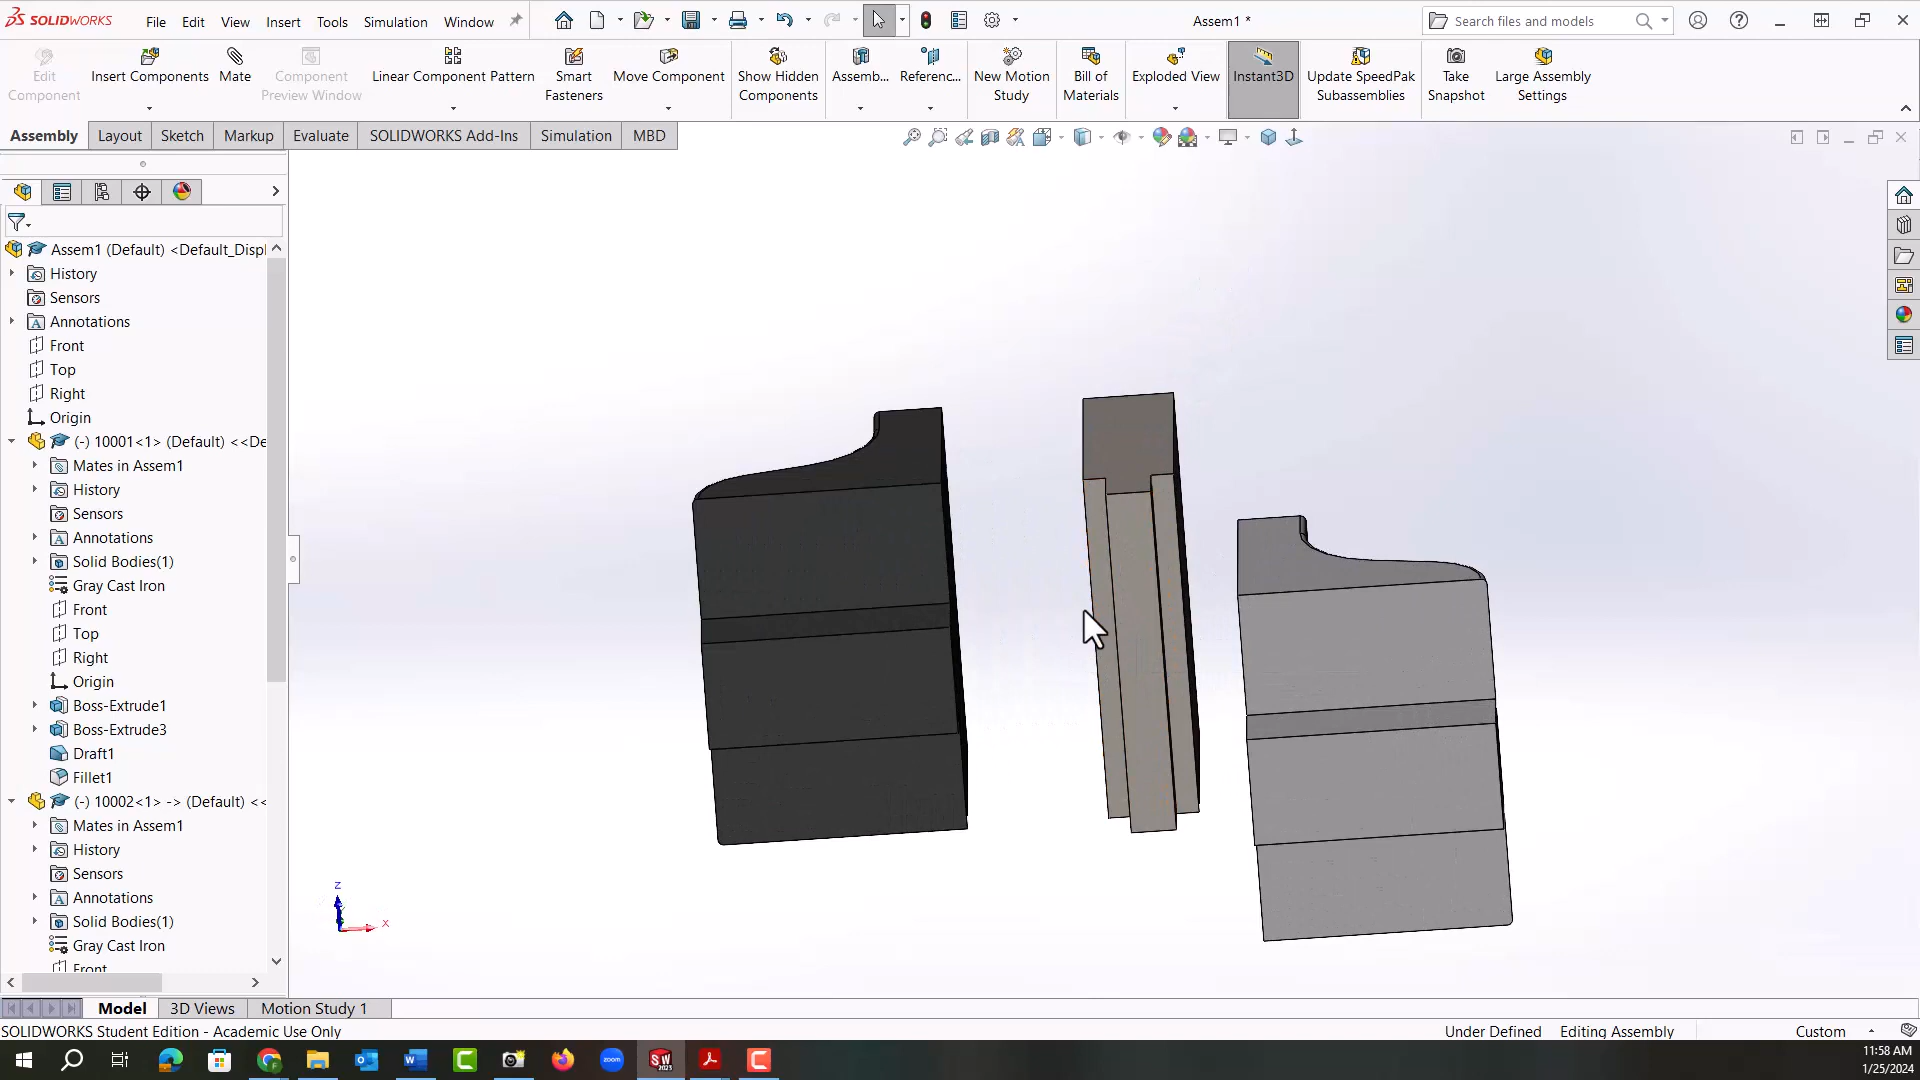 SOLIDWORKS
File Edit View Insert Tools Simulation Window
Assem1 *
Search files and models
Edit Component
Insert Components
Mate
Component Preview Window
Linear Component Pattern
Smart Fasteners
Move Component
Show Hidden Components
Assemb...
Referenc...
New Motion Study
Bill of Materials
Exploded View
Instant3D
Update SpeedPak Subassemblies
Take Snapshot
Large Assembly Settings
Assembly Layout Sketch Markup Evaluate SOLIDWORKS Add-Ins Simulation MBD
Assem1 (Default) <Default_Displ
History
Sensors
Annotations
Front
Top
Right
Origin
(-) 10001<1> (Default) <<De
Mates in Assem1
History
Sensors
Annotations
Solid Bodies(1)
Gray Cast Iron
Front
Top
Right
Origin
Boss-Extrude1
Boss-Extrude3
Draft1
Fillet1
(-) 10002<1> -> (Default) <<
Mates in Assem1
History
Sensors
Annotations
Solid Bodies(1)
Gray Cast Iron
Front
z
x
Model 3D Views Motion Study 1
SOLIDWORKS Student Edition - Academic Use Only
Under Defined Editing Assembly Custom
zoom
SW 2023
11:58 AM
1/25/2024